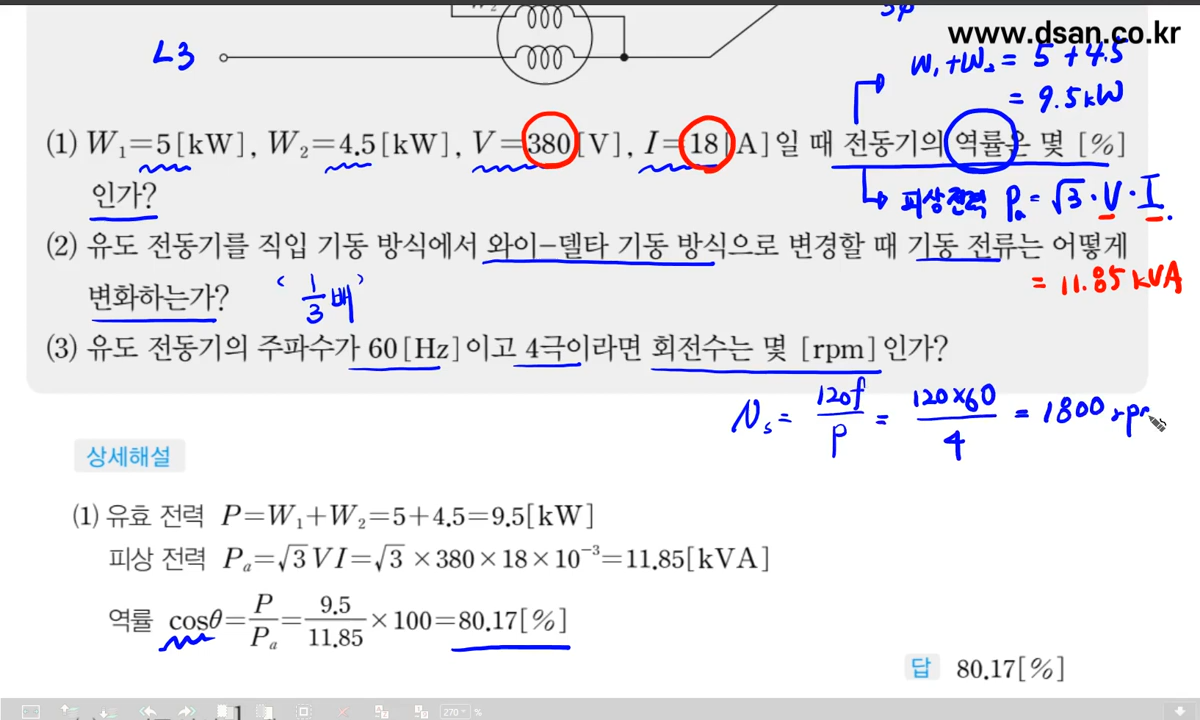 3φ
www.dsan.co.kr
L3
W₁+W₂ = 5 + 4.5
= 9.5kW
(1) W₁=5[kW], W₂=4.5[kW], V=380[V], I=18[A]일 때 전동기의 역률은 몇 [%]
인가?
피상전력 Pₐ = √3 · V · I.
(2) 유도 전동기를 직입 기동 방식에서 와이-델타 기동 방식으로 변경할 때 기동 전류는 어떻게
변화하는가? ( 1/3 배 )
= 11.85 kVA
(3) 유도 전동기의 주파수가 60[Hz]이고 4극이라면 회전수는 몇 [rpm]인가?
Nₛ = 120f/P = 120×60/4 = 1800 rpm
상세해설
(1) 유효 전력 P=W₁+W₂=5+4.5=9.5[kW]
피상 전력 Pₐ=√3VI=√3×380×18×10⁻³=11.85[kVA]
역률 cosθ=P/Pₐ=9.5/11.85×100=80.17[%]
답 80.17[%]
270 %